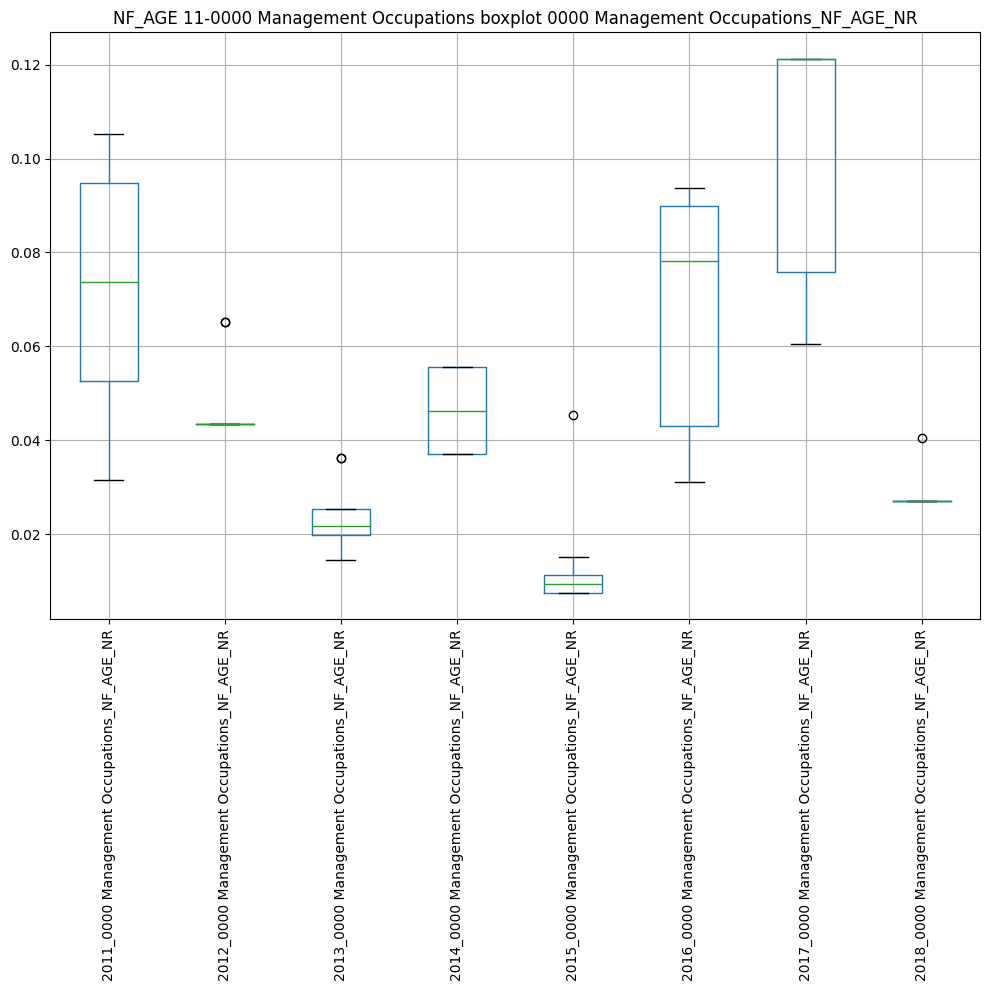 NF_AGE 11-0000 Management Occupations boxplot 0000 Management Occupations_NF_AGE_NR
0.12
0.10
0.08
0.06
0.04
0.02
2011_0000 Management Occupations_NF_AGE_NR
2012_0000 Management Occupations_NF_AGE_NR
2013_0000 Management Occupations_NF_AGE_NR
2014_0000 Management Occupations_NF_AGE_NR
2015_0000 Management Occupations_NF_AGE_NR
2016_0000 Management Occupations_NF_AGE_NR
2017_0000 Management Occupations_NF_AGE_NR
2018_0000 Management Occupations_NF_AGE_NR